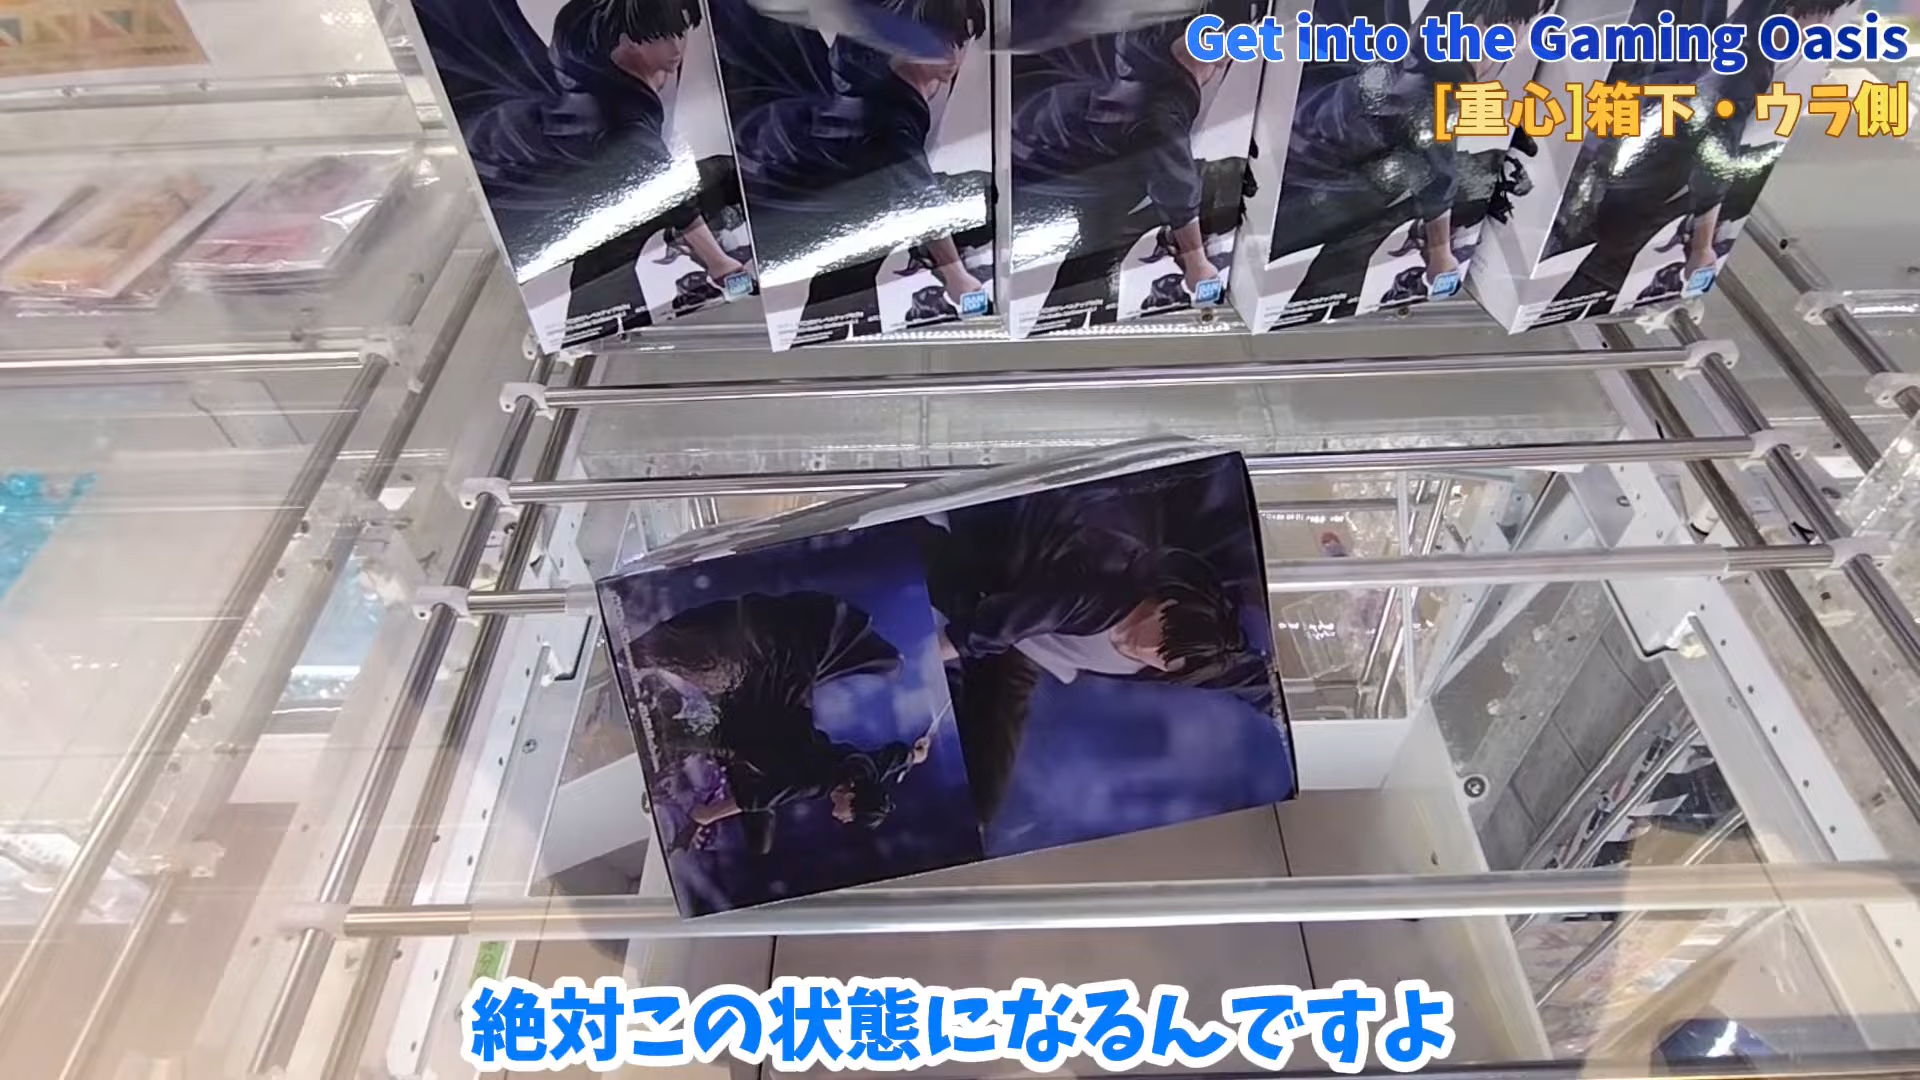 Get into the Gaming Oasis
[重心]箱下・ウラ側
絶対この状態になるんですよ